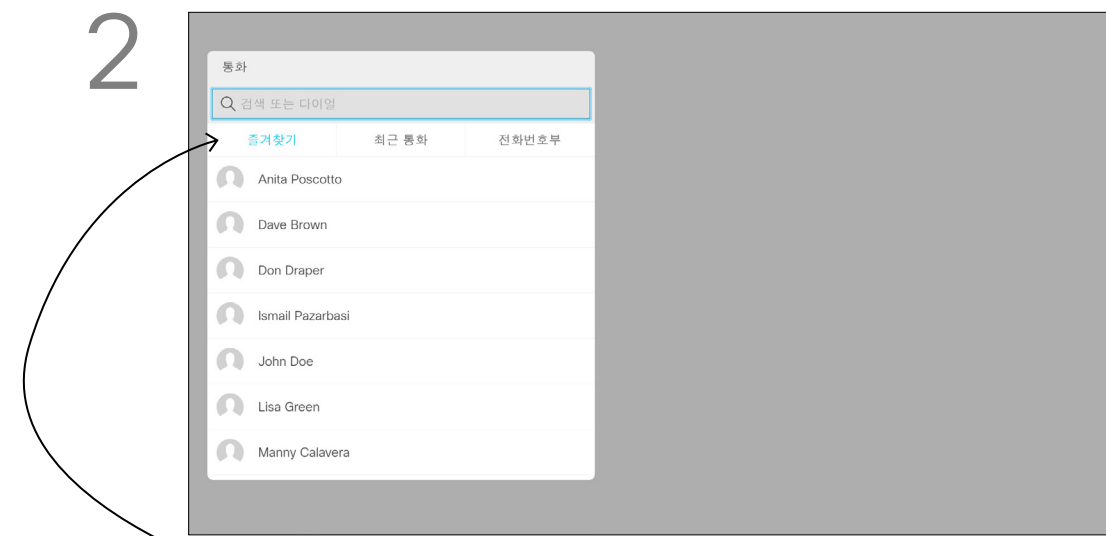 2
통화
검색 또는 다이얼
즐겨찾기 최근 통화 전화번호부
Anita Poscotto
Dave Brown
Don Draper
Ismail Pazarbasi
John Doe
Lisa Green
Manny Calavera